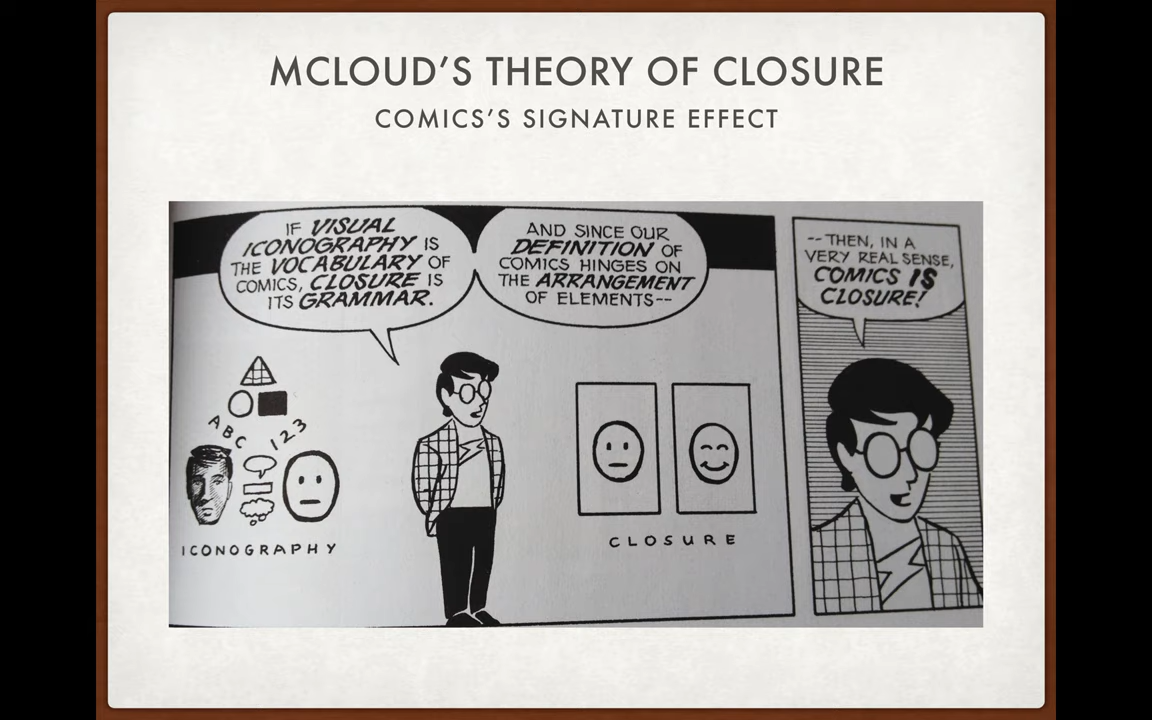 MCLOUD'S THEORY OF CLOSURE
COMICS'S SIGNATURE EFFECT
IF VISUAL
ICONOGRAPHY IS
THE VOCABULARY OF
COMICS, CLOSURE IS
ITS GRAMMAR.
AND SINCE OUR
DEFINITION OF
COMICS HINGES ON
THE ARRANGEMENT
OF ELEMENTS--
ABC
123
ICONOGRAPHY
CLOSURE
--THEN, IN A
VERY REAL SENSE,
COMICS IS
CLOSURE!